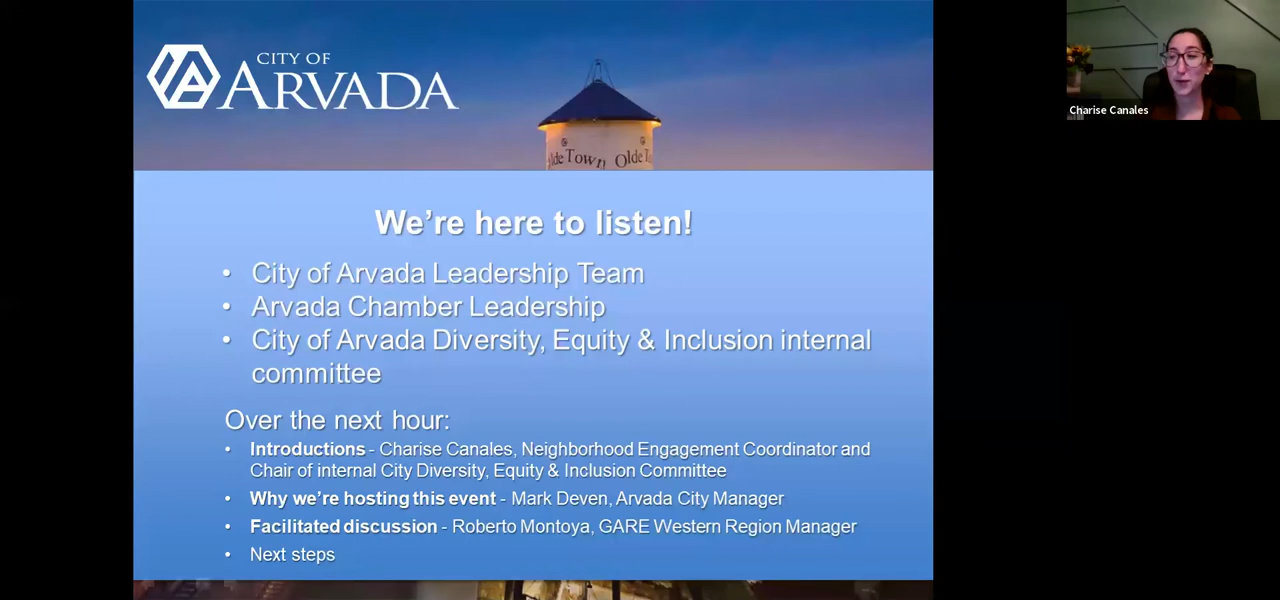 CITY OF
ARVADA
Olde Town Olde T
Charise Canales
We're here to listen!
• City of Arvada Leadership Team
• Arvada Chamber Leadership
• City of Arvada Diversity, Equity & Inclusion internal
committee
Over the next hour:
• Introductions - Charise Canales, Neighborhood Engagement Coordinator and
Chair of internal City Diversity, Equity & Inclusion Committee
• Why we're hosting this event - Mark Deven, Arvada City Manager
• Facilitated discussion - Roberto Montoya, GARE Western Region Manager
• Next steps